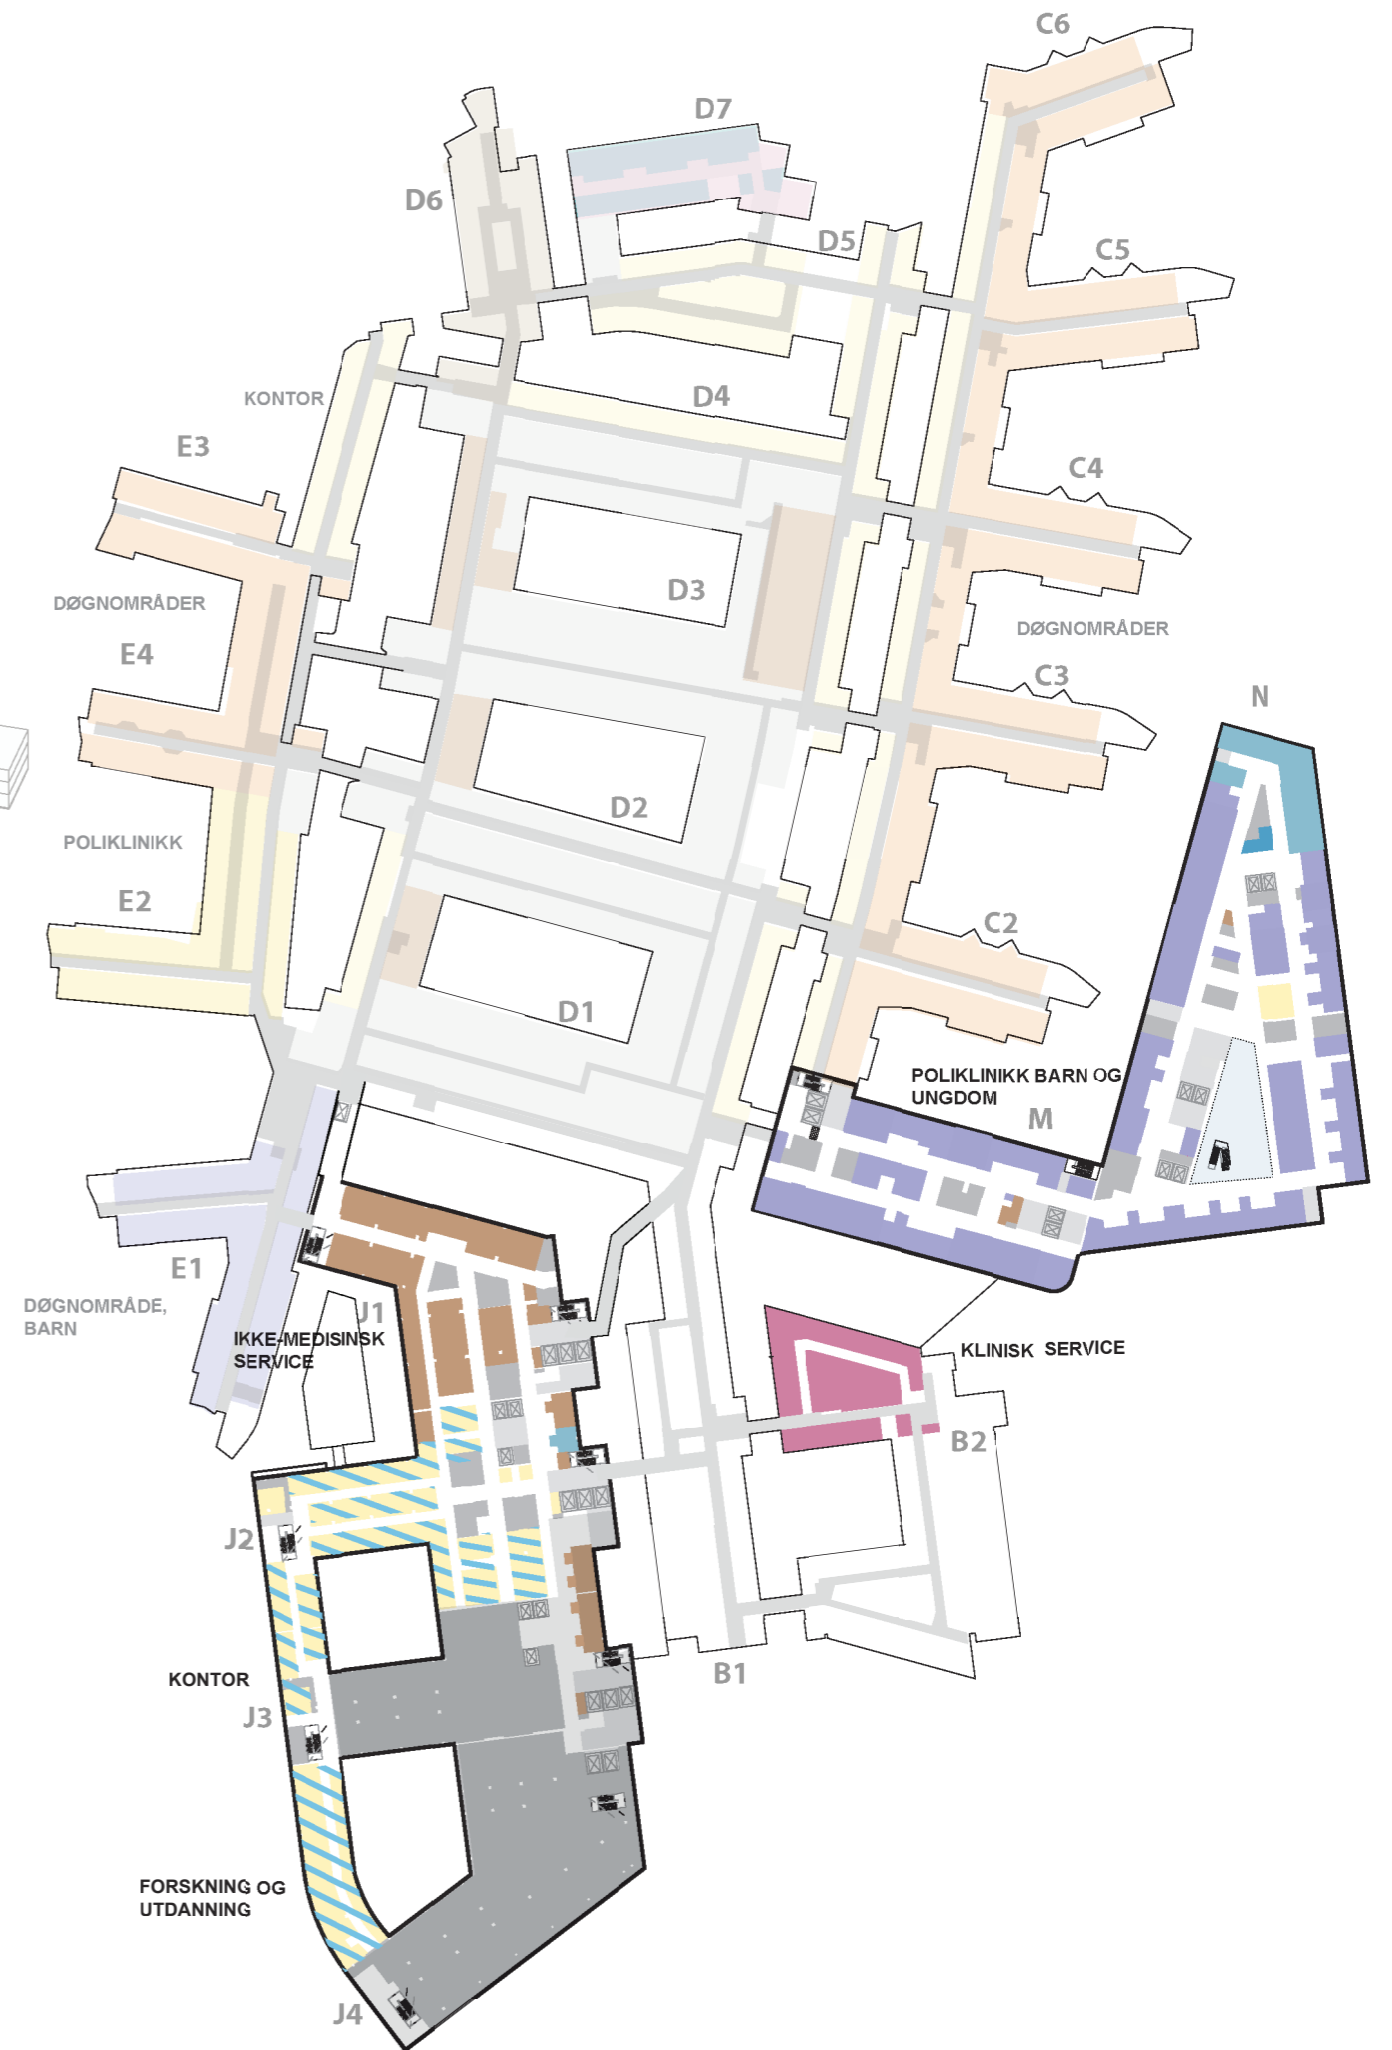 C6
D7
D6
D5
C5
KONTOR
D4
E3
C4
D3
DØGNOMRÅDER
DØGNOMRÅDER
E4
C3
N
D2
POLIKLINIKK
E2
C2
D1
POLIKLINIKK BARN OG
UNGDOM
M
E1
DØGNOMRÅDE,
BARN
J1
IKKE-MEDISINSK
SERVICE
KLINISK SERVICE
B2
J2
KONTOR
B1
J3
FORSKNING OG
UTDANNING
J4